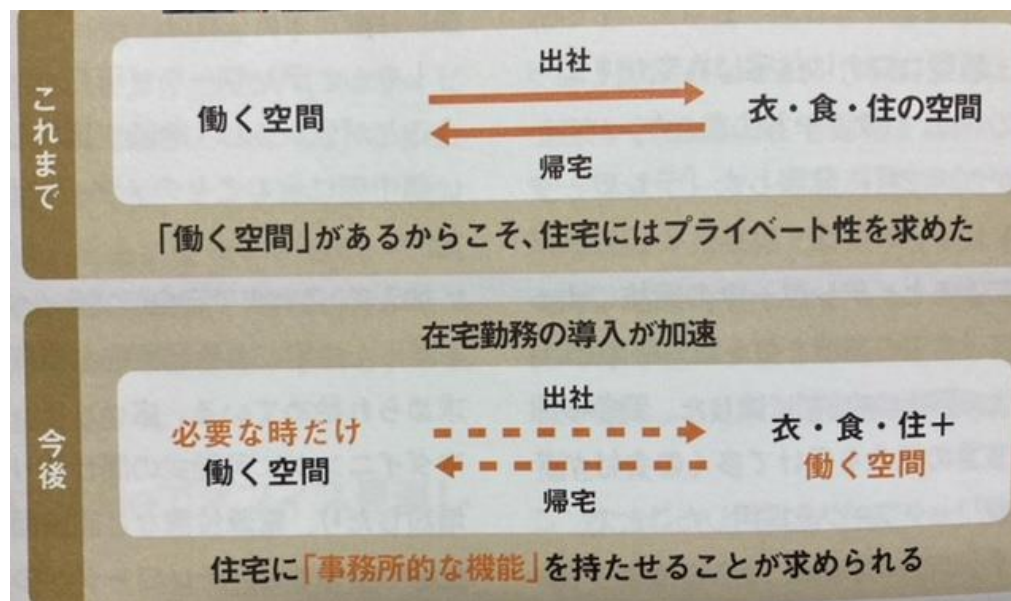 これまで
出社
働く空間
衣・食・住の空間
帰宅
「働く空間」があるからこそ、住宅にはプライベート性を求めた
今後
在宅勤務の導入が加速
出社
必要な時だけ
働く空間
衣・食・住＋
働く空間
帰宅
住宅に「事務所的な機能」を持たせることが求められる